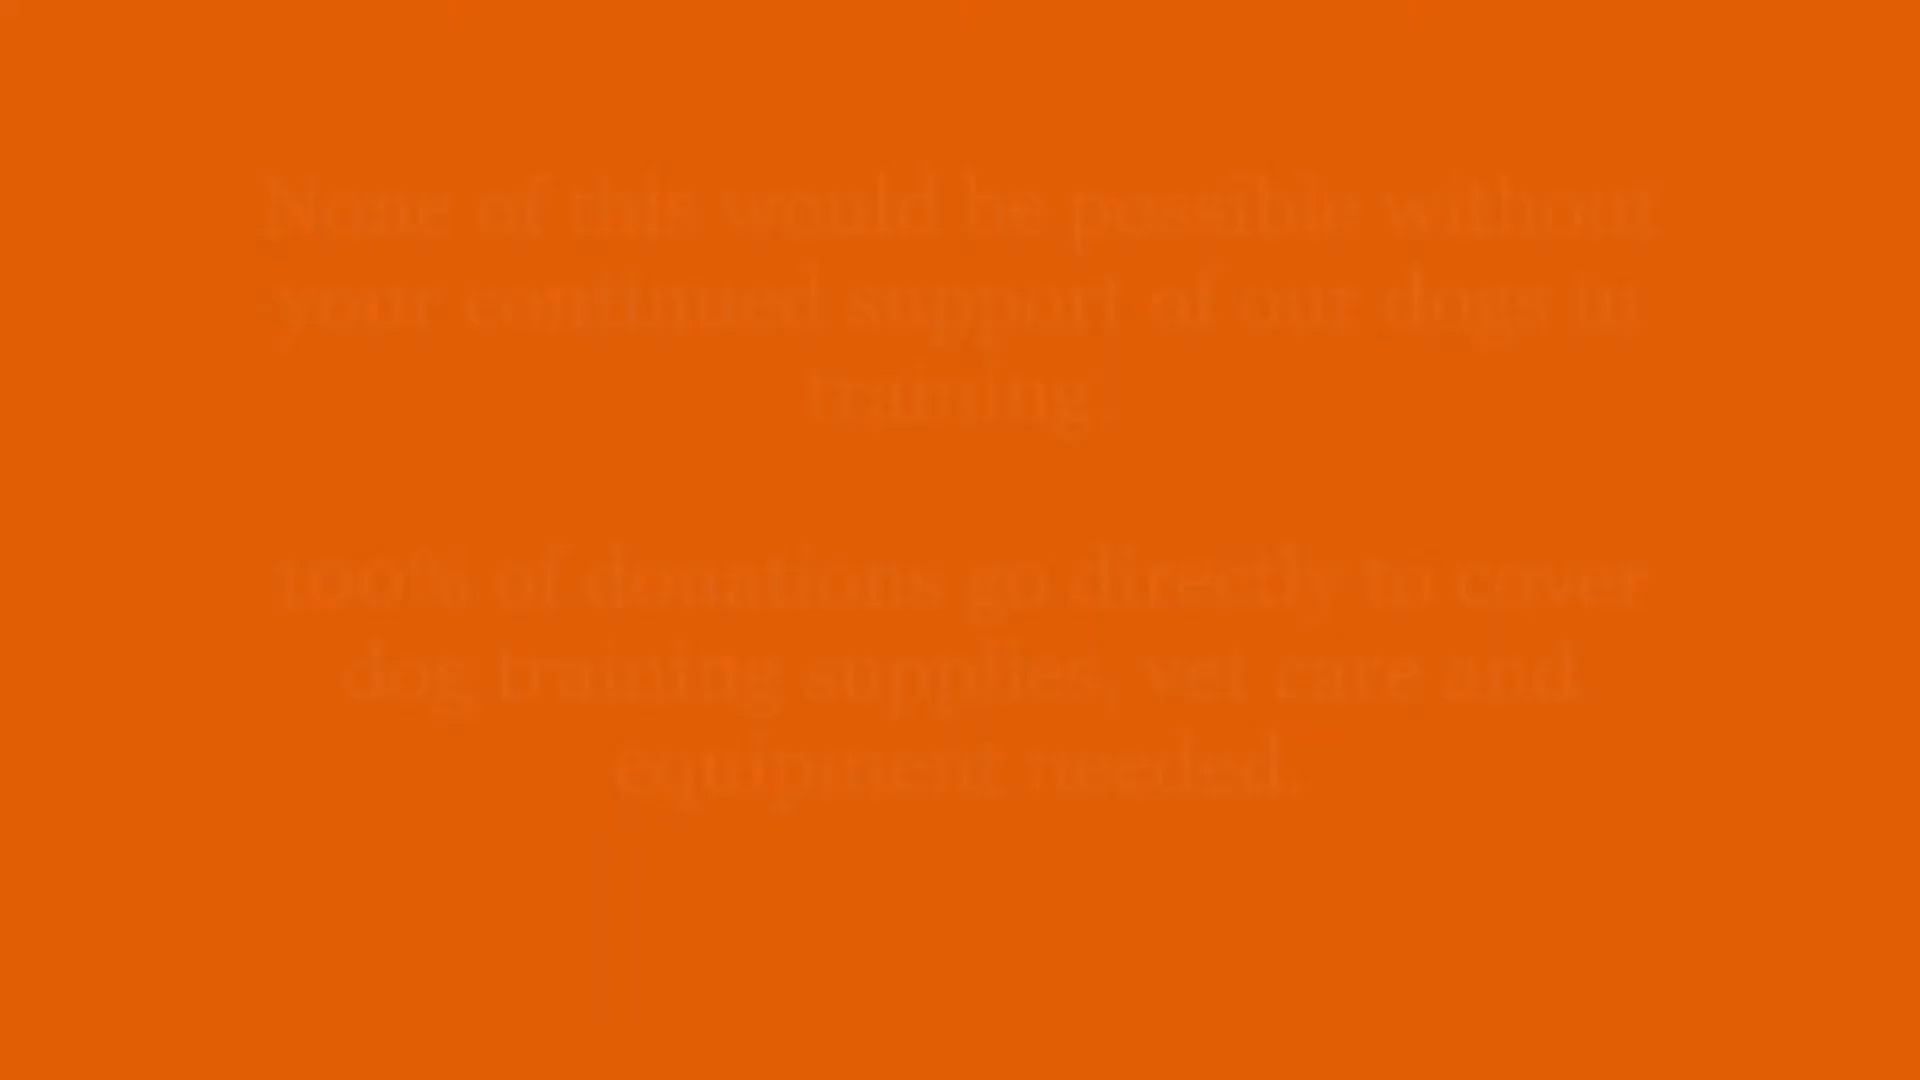 None of this would be possible without
your continued support of our dogs in
training.
100% of donations go directly to cover
dog training supplies, vet care and
equipment needed.